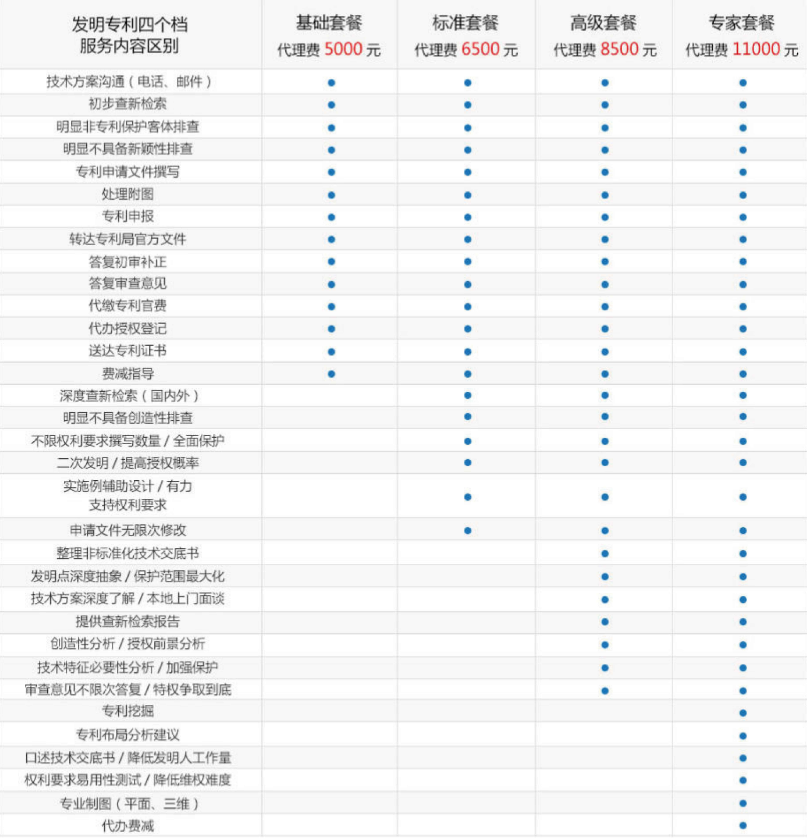 发明专利四个档
服务内容区别
基础套餐
代理费 5000 元
标准套餐
代理费 6500 元
高级套餐
代理费 8500 元
专家套餐
代理费 11000 元
技术方案沟通（电话、邮件）
初步查新检索
明显非专利保护客体排查
明显不具备新颖性排查
专利申请文件撰写
处理附图
专利申报
转达专利局官方文件
答复初审补正
答复审查意见
代缴专利官费
代办授权登记
送达专利证书
费减指导
深度查新检索（国内外）
明显不具备创造性排查
不限权利要求撰写数量 / 全面保护
二次发明 / 提高授权概率
实施例辅助设计 / 有力
支持权利要求
申请文件无限次修改
整理非标准化技术交底书
发明点深度抽象 / 保护范围最大化
技术方案深度了解 / 本地上门面谈
提供查新检索报告
创造性分析 / 授权前景分析
技术特征必要性分析 / 加强保护
审查意见不限次答复 / 特权争取到底
专利挖掘
专利布局分析建议
口述技术交底书 / 降低发明人工作量
权利要求易用性测试 / 降低维权难度
专业制图（平面、三维）
代办费减